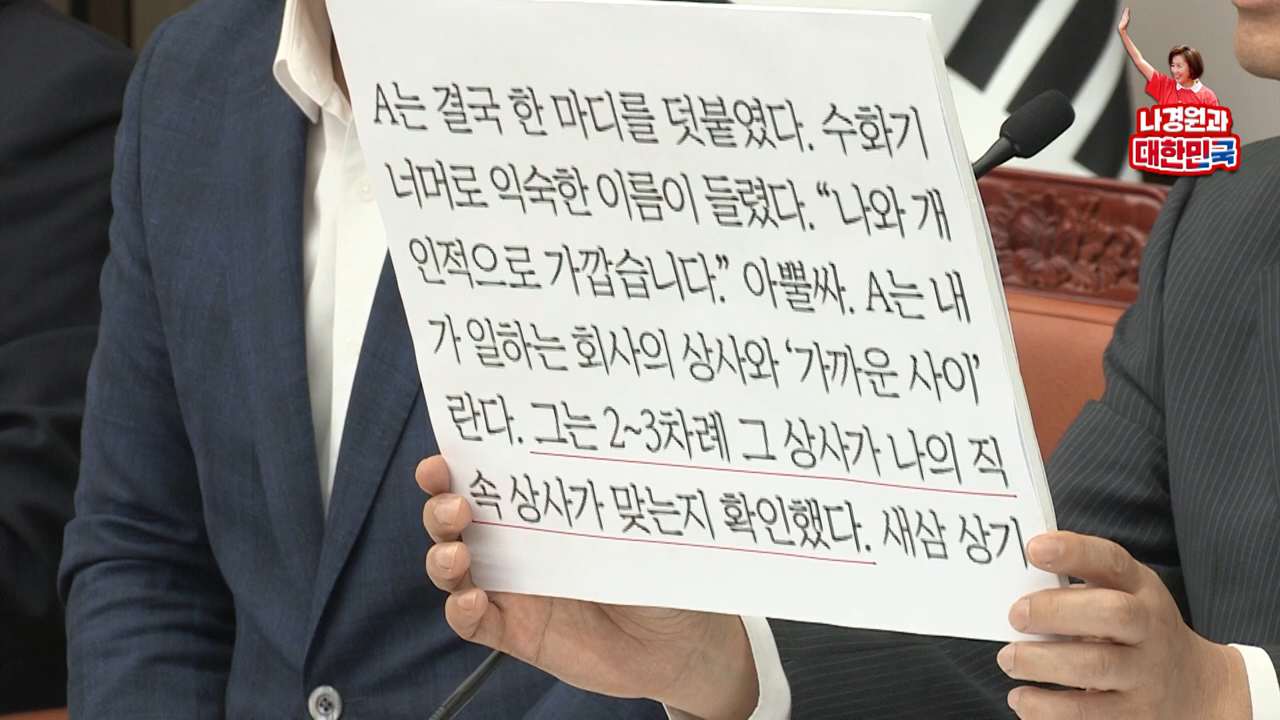 A는 결국 한 마디를 덧붙였다. 수화기
너머로 익숙한 이름이 들렸다. “나와 개
인적으로 가깝습니다.” 아뿔싸. A는 내
가 일하는 회사의 상사와 ‘가까운 사이’
란다. 그는 2~3차례 그 상사가 나의 직
속 상사가 맞는지 확인했다. 새삼 상기
나경원과
대한민국